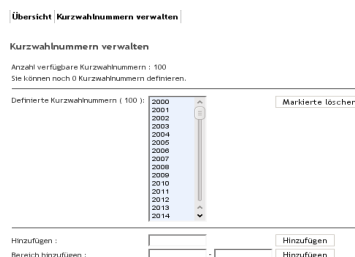 Übersicht Kurzwahlnummern verwalten
Kurzwahlnummern verwalten
Anzahl verfügbare Kurzwahlnummern : 100
Sie können noch 0 Kurzwahlnummern definieren.
Definierte Kurzwahlnummern ( 100 ):
2000
2001
2002
2003
2004
2005
2006
2007
2008
2009
2010
2011
2012
2013
2014
Markierte löschen
Hinzufügen :
Hinzufügen
Bereich hinzufügen :
-
Hinzufügen